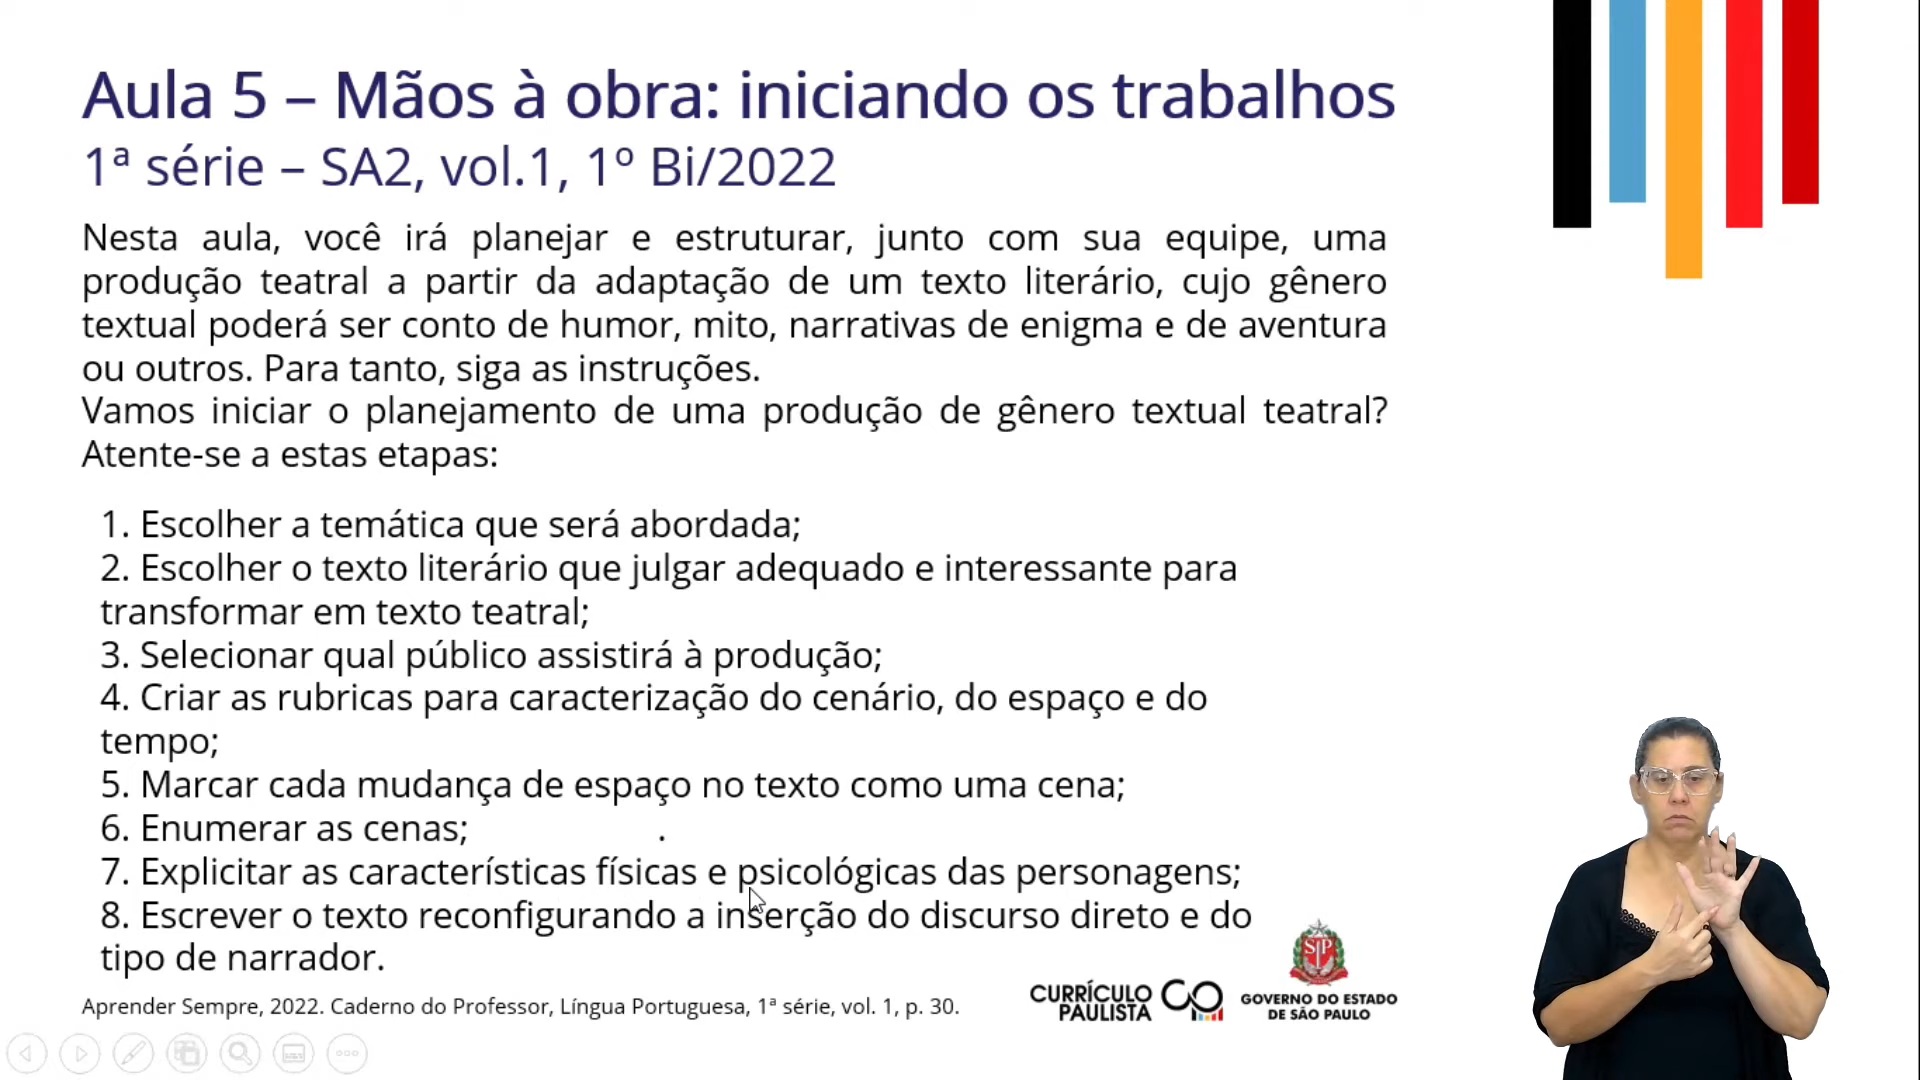 Aula 5 – Mãos à obra: iniciando os trabalhos
1ª série – SA2, vol.1, 1º Bi/2022
Nesta aula, você irá planejar e estruturar, junto com sua equipe, uma
produção teatral a partir da adaptação de um texto literário, cujo gênero
textual poderá ser conto de humor, mito, narrativas de enigma e de aventura
ou outros. Para tanto, siga as instruções.
Vamos iniciar o planejamento de uma produção de gênero textual teatral?
Atente-se a estas etapas:
1. Escolher a temática que será abordada;
2. Escolher o texto literário que julgar adequado e interessante para
transformar em texto teatral;
3. Selecionar qual público assistirá à produção;
4. Criar as rubricas para caracterização do cenário, do espaço e do
tempo;
5. Marcar cada mudança de espaço no texto como uma cena;
6. Enumerar as cenas; .
7. Explicitar as características físicas e psicológicas das personagens;
8. Escrever o texto reconfigurando a inserção do discurso direto e do
tipo de narrador.
Aprender Sempre, 2022. Caderno do Professor, Língua Portuguesa, 1ª série, vol. 1, p. 30.
CURRÍCULO
PAULISTA
SP
GOVERNO DO ESTADO
DE SÃO PAULO